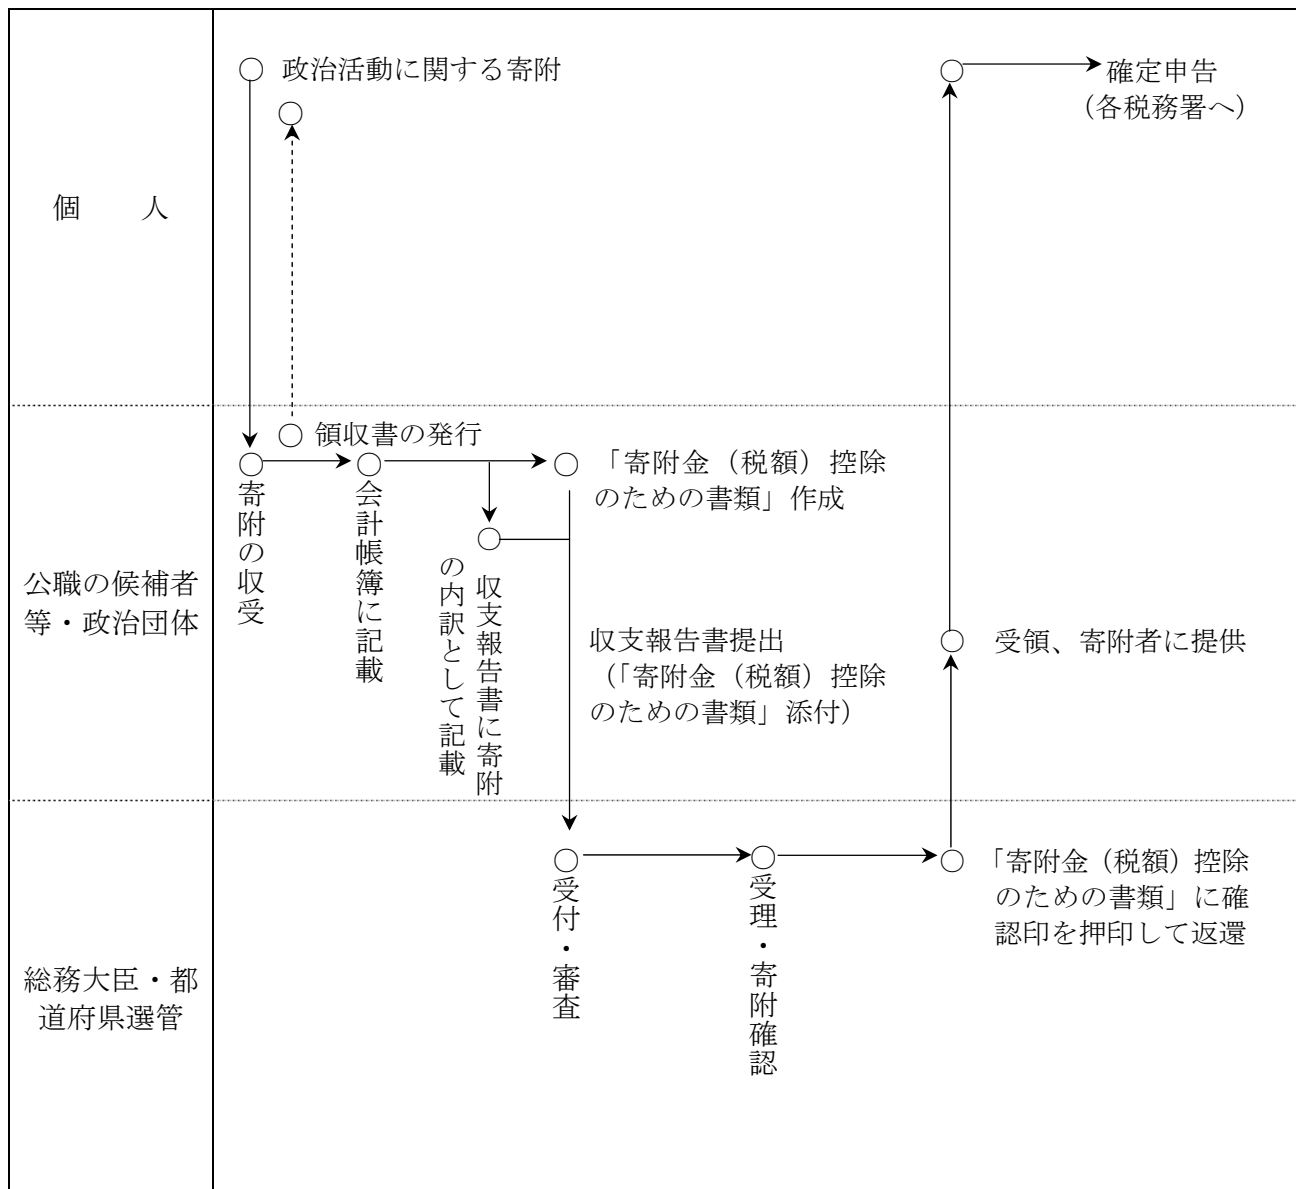 個　　人
政治活動に関する寄附
確定申告
（各税務署へ）
公職の候補者
等・政治団体
領収書の発行
寄附の収受
会計帳簿に記載
「寄附金（税額）控除
のための書類」作成
収支報告書に寄附
の内訳として記載
収支報告書提出
（「寄附金（税額）控除
のための書類」添付）
受領、寄附者に提供
総務大臣・都
道府県選管
受付・審査
受理・寄附確認
「寄附金（税額）控除
のための書類」に確
認印を押印して返還